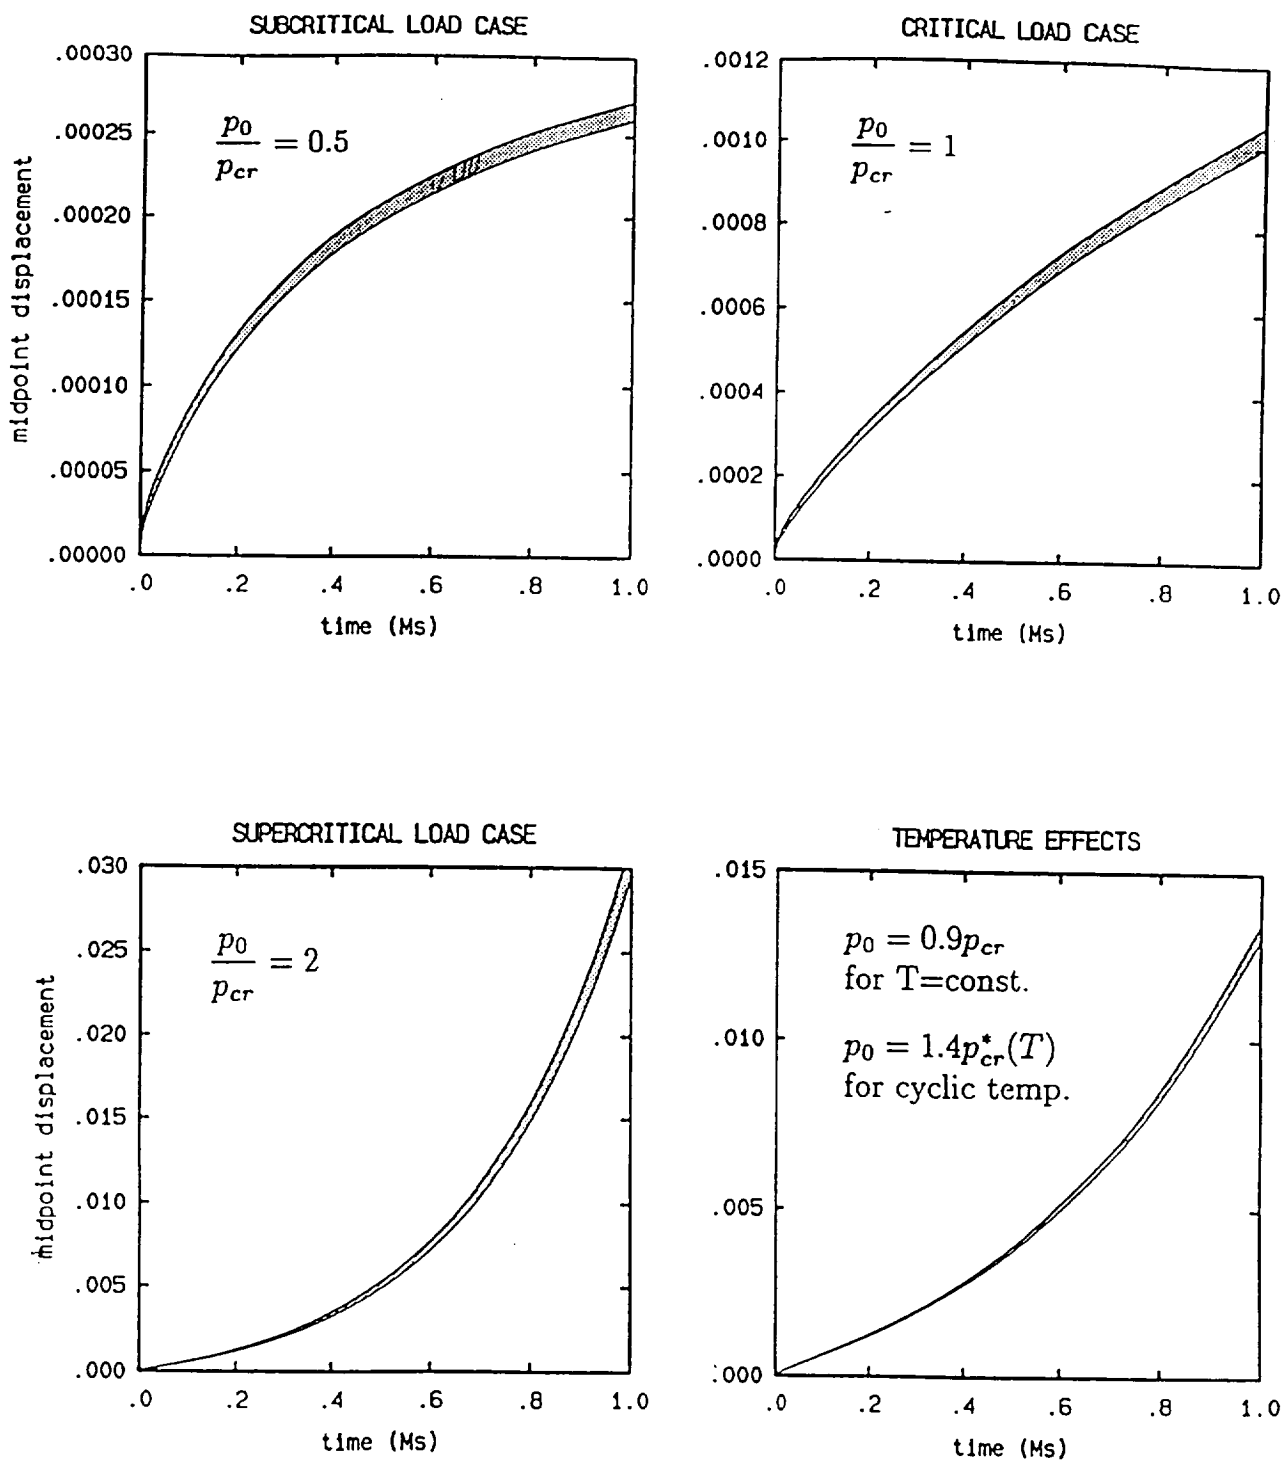 SUBCRITICAL LOAD CASE
.00030
.00025
.00020
.00015
.00010
.00005
.00000
midpoint displacement
p0/pcr = 0.5
.0 .2 .4 .6 .8 1.0
time (Ms)
CRITICAL LOAD CASE
.0012
.0010
.0008
.0006
.0004
.0002
.0000
p0/pcr = 1
.0 .2 .4 .6 .8 1.0
time (Ms)
SUPERCRITICAL LOAD CASE
.030
.025
.020
.015
.010
.005
.000
midpoint displacement
p0/pcr = 2
.0 .2 .4 .6 .8 1.0
time (Ms)
TEMPERATURE EFFECTS
.015
.010
.005
.000
p0 = 0.9pcr
for T=const.
p0 = 1.4p*cr(T)
for cyclic temp.
.0 .2 .4 .6 .8 1.0
time (Ms)